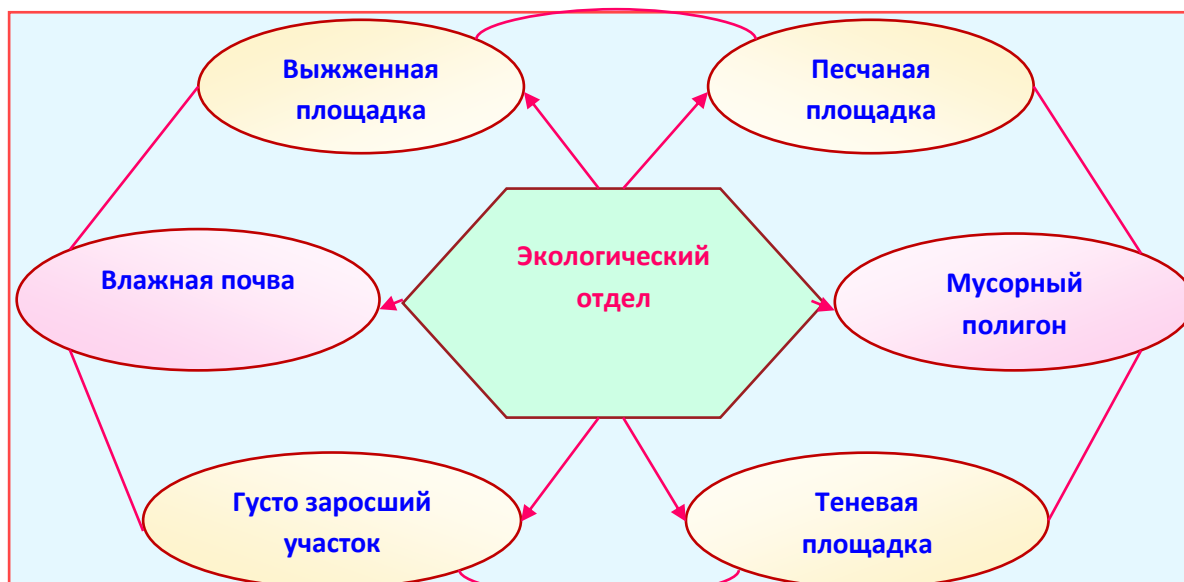 Выжженная
площадка
Песчаная
площадка
Экологический
отдел
Влажная почва
Мусорный
полигон
Густо заросший
участок
Теневая
площадка